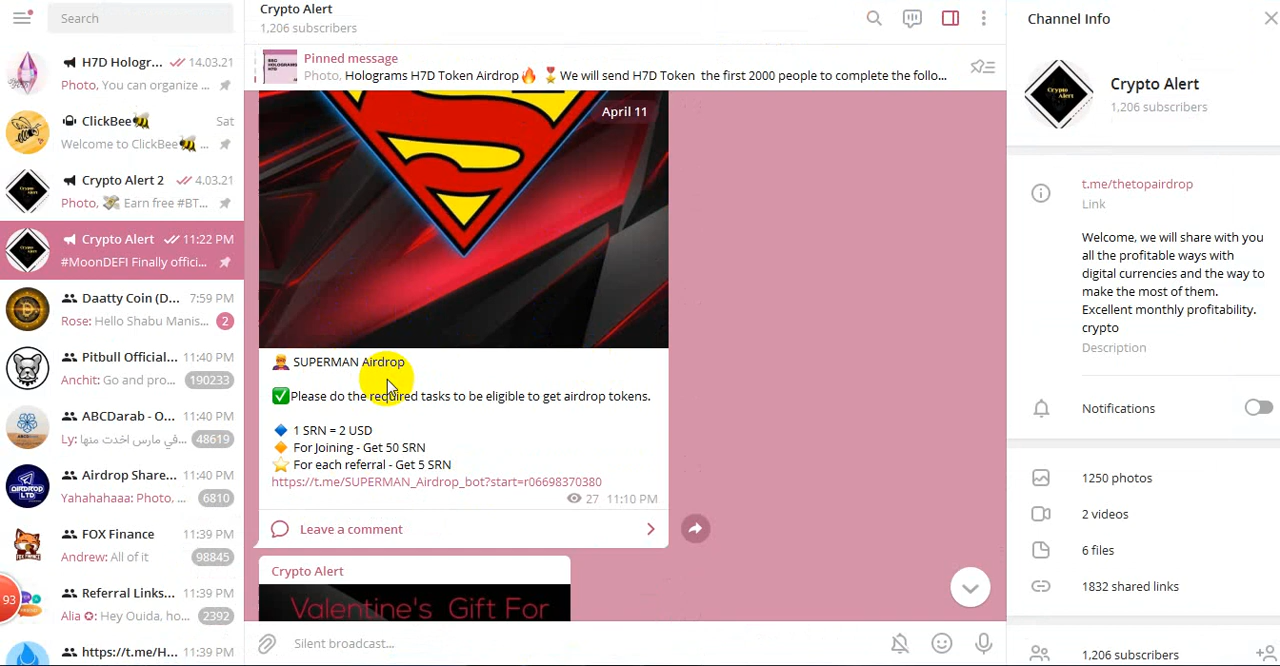 Search
H7D Hologr... 14.03.21
Photo, You can organize ...
ClickBee🐝 Sat
Welcome to ClickBee🐝 ...
Crypto Alert 2 4.03.21
Photo, 💸 Earn free #BT...
Crypto Alert 11:22 PM
#MoonDEFI Finally offici...
Daatty Coin (D... 7:59 PM
Rose: Hello Shabu Manis... 2
Pitbull Official... 11:40 PM
Anchit: Go and pro... 190233
ABCDarab - O... 11:40 PM
Ly: في مارس اخذت منها... 48619
Airdrop Share... 11:40 PM
Yahahahaaa: Photo, ... 6810
FOX Finance 11:39 PM
Andrew: All of it 98845
Referral Links... 11:39 PM
Alia ✪: Hey Ouida, ho... 2392
https://t.me/H... 11:39 PM
93
Crypto Alert
1,206 subscribers
Pinned message
Photo, Holograms H7D Token Airdrop🔥 🎖We will send H7D Token the first 2000 people to complete the follo...
April 11
SUPERMAN Airdrop
✅Please do the required tasks to be eligible to get airdrop tokens.
🔷 1 SRN = 2 USD
🔶 For Joining - Get 50 SRN
⭐ For each referral - Get 5 SRN
https://t.me/SUPERMAN_Airdrop_bot?start=r06698370380
27 11:10 PM
Leave a comment
Crypto Alert
Valentine's Gift For
Silent broadcast...
Channel Info
Crypto Alert
1,206 subscribers
t.me/thetopairdrop
Link
Welcome, we will share with you
all the profitable ways with
digital currencies and the way to
make the most of them.
Excellent monthly profitability.
crypto
Description
Notifications
1250 photos
2 videos
6 files
1832 shared links
1,206 subscribers